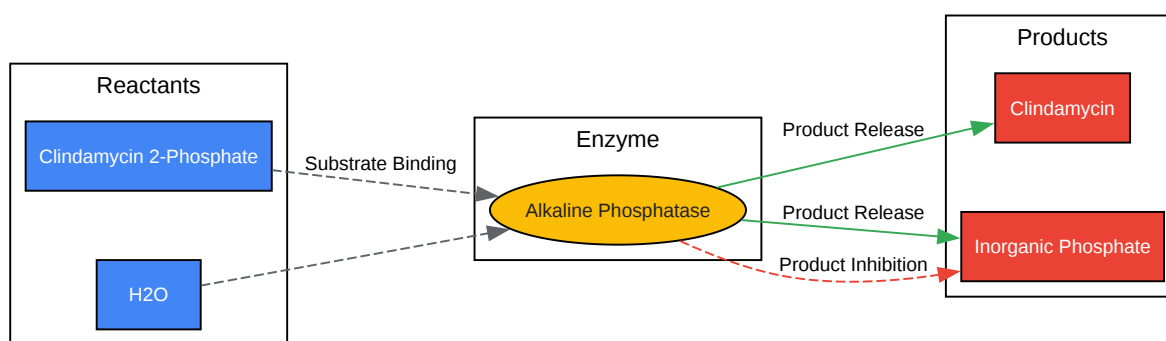 Reactants
Clindamycin 2-Phosphate
H2O
Substrate Binding
Enzyme
Alkaline Phosphatase
Product Release
Product Release
Product Inhibition
Products
Clindamycin
Inorganic Phosphate